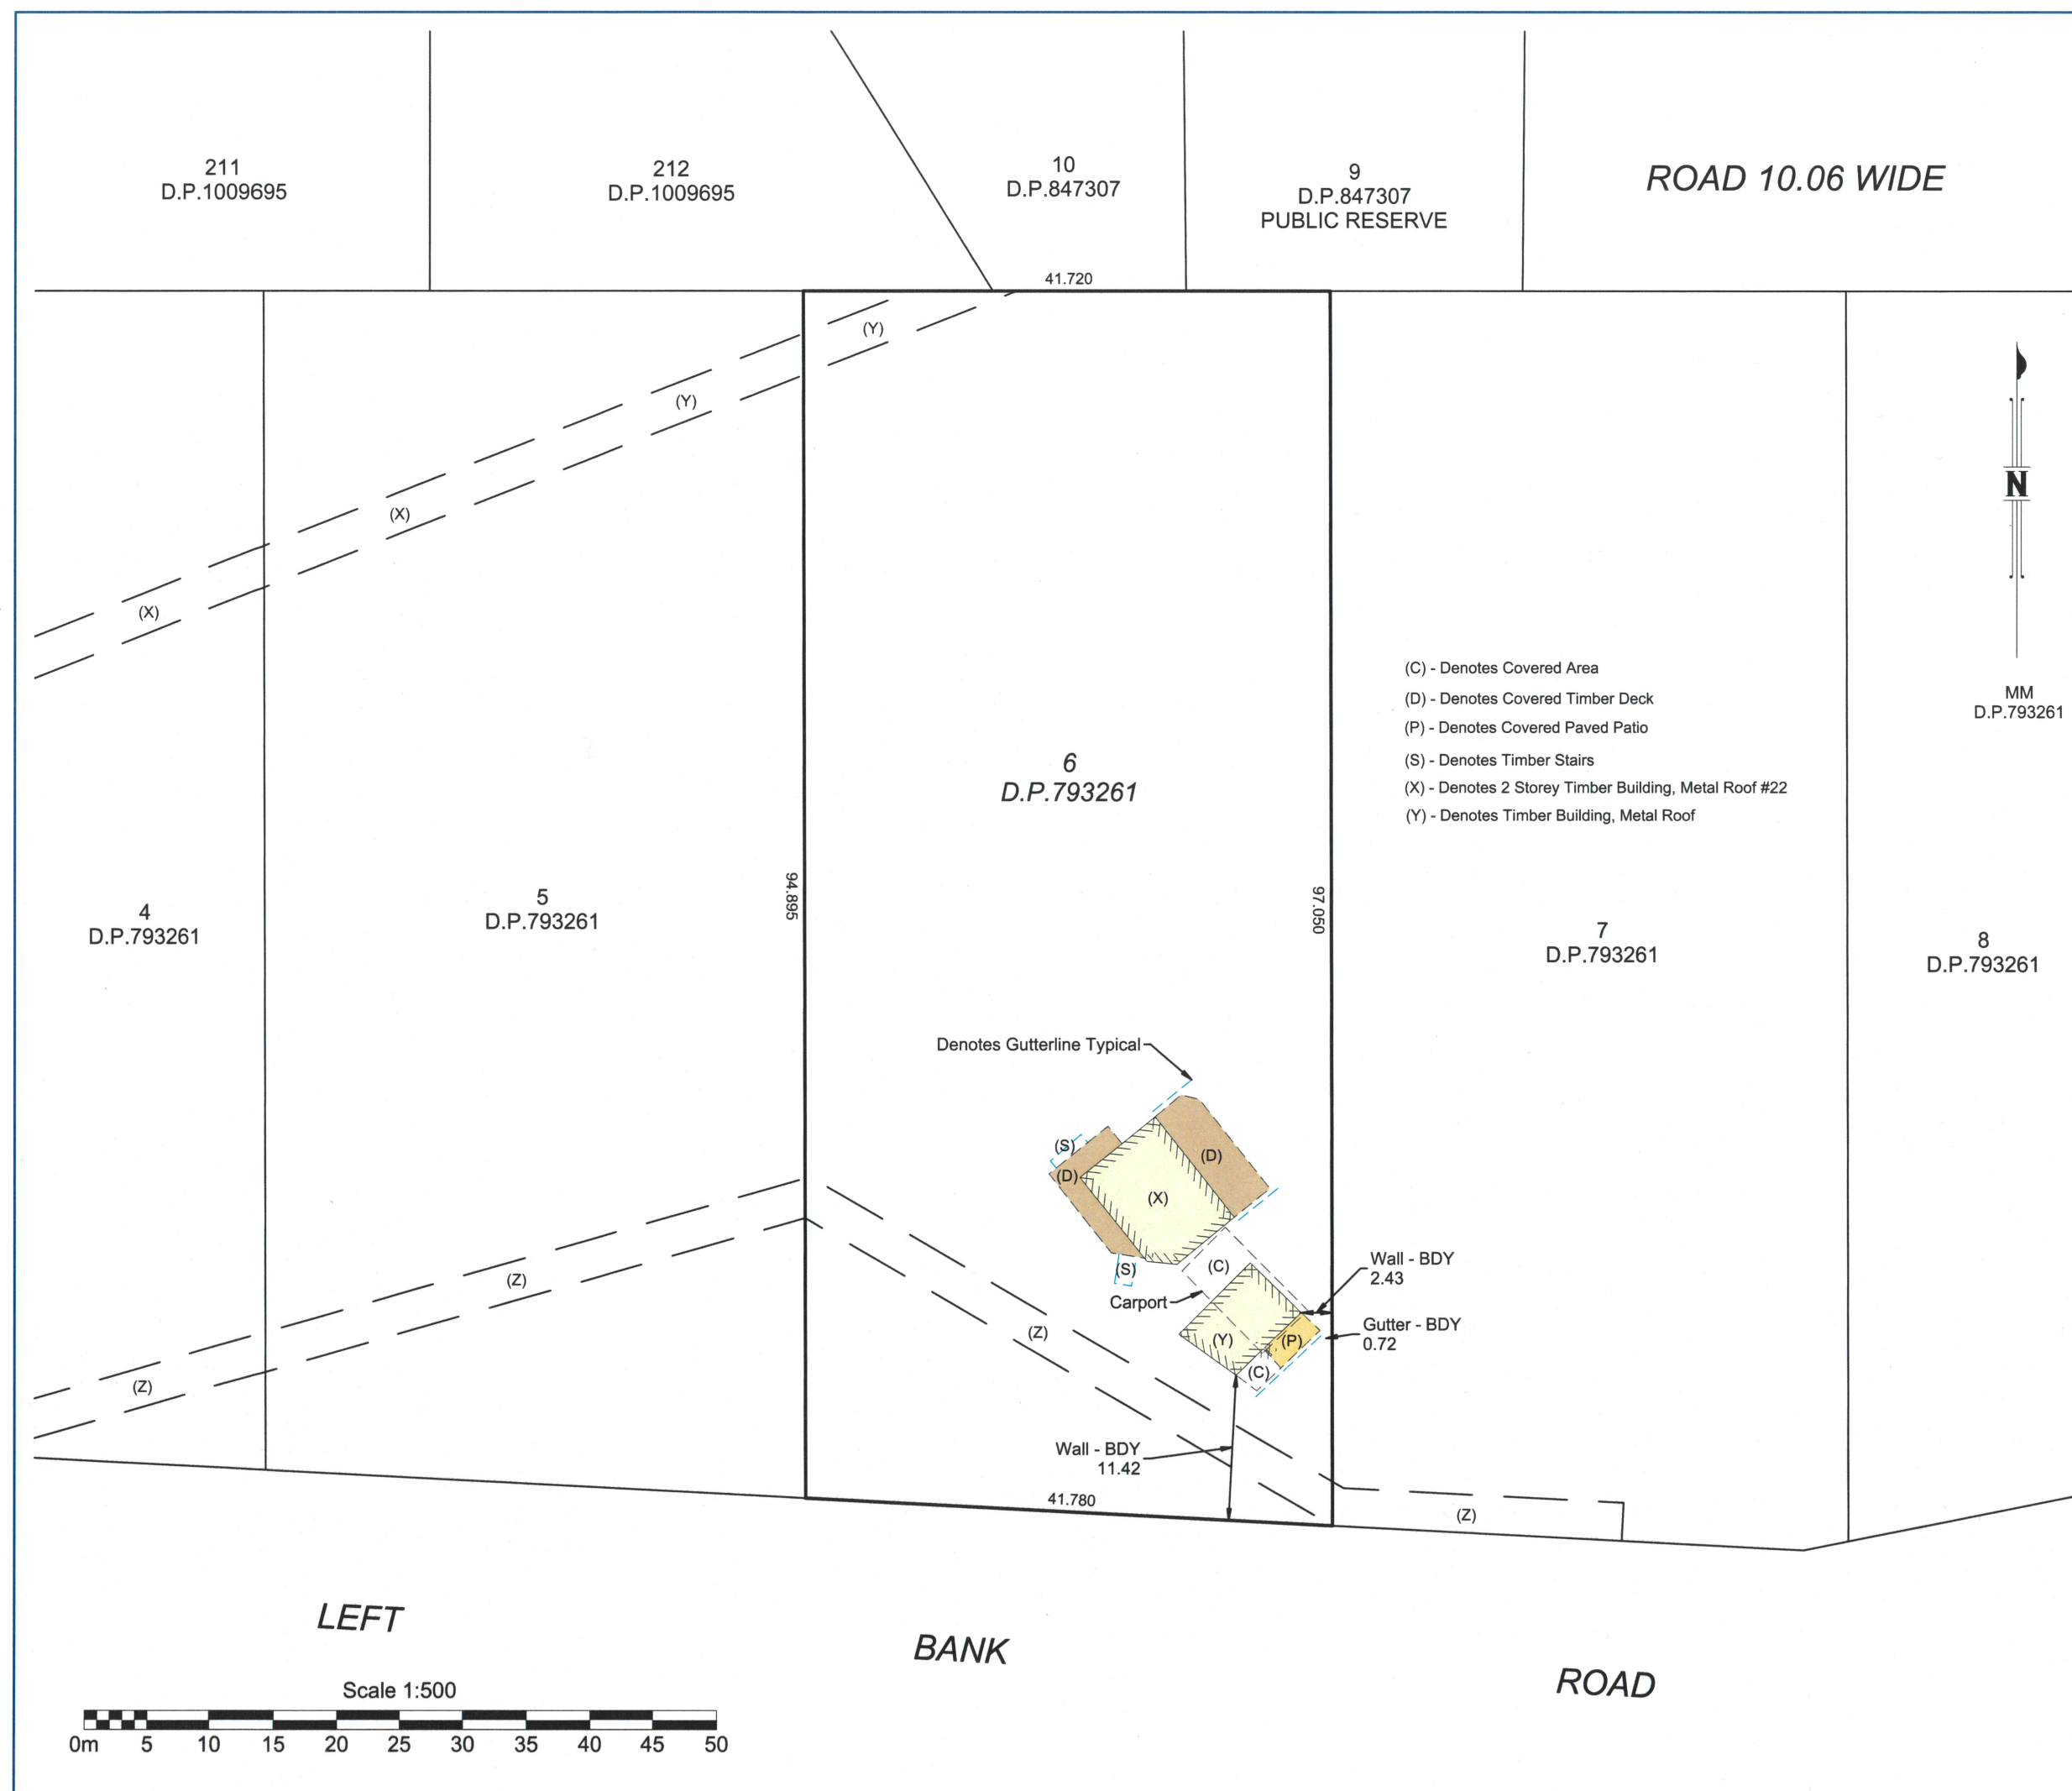 211
D.P.1009695
212
D.P.1009695
10
D.P.847307
9
D.P.847307
PUBLIC RESERVE
ROAD 10.06 WIDE
41.720
(Y)
(Y)
(X)
(X)
N
MM
D.P.793261
(C) - Denotes Covered Area
(D) - Denotes Covered Timber Deck
(P) - Denotes Covered Paved Patio
(S) - Denotes Timber Stairs
(X) - Denotes 2 Storey Timber Building, Metal Roof #22
(Y) - Denotes Timber Building, Metal Roof
6
D.P.793261
94.895
97.050
4
D.P.793261
5
D.P.793261
7
D.P.793261
8
D.P.793261
Denotes Gutterline Typical
(S)
(D)
(D)
(X)
(S)
(C)
Carport
Wall - BDY
2.43
Gutter - BDY
0.72
(Y)
(P)
(C)
(Z)
(Z)
(Z)
Wall - BDY
11.42
41.780
(Z)
LEFT
BANK
ROAD
Scale 1:500
0m 5 10 15 20 25 30 35 40 45 50